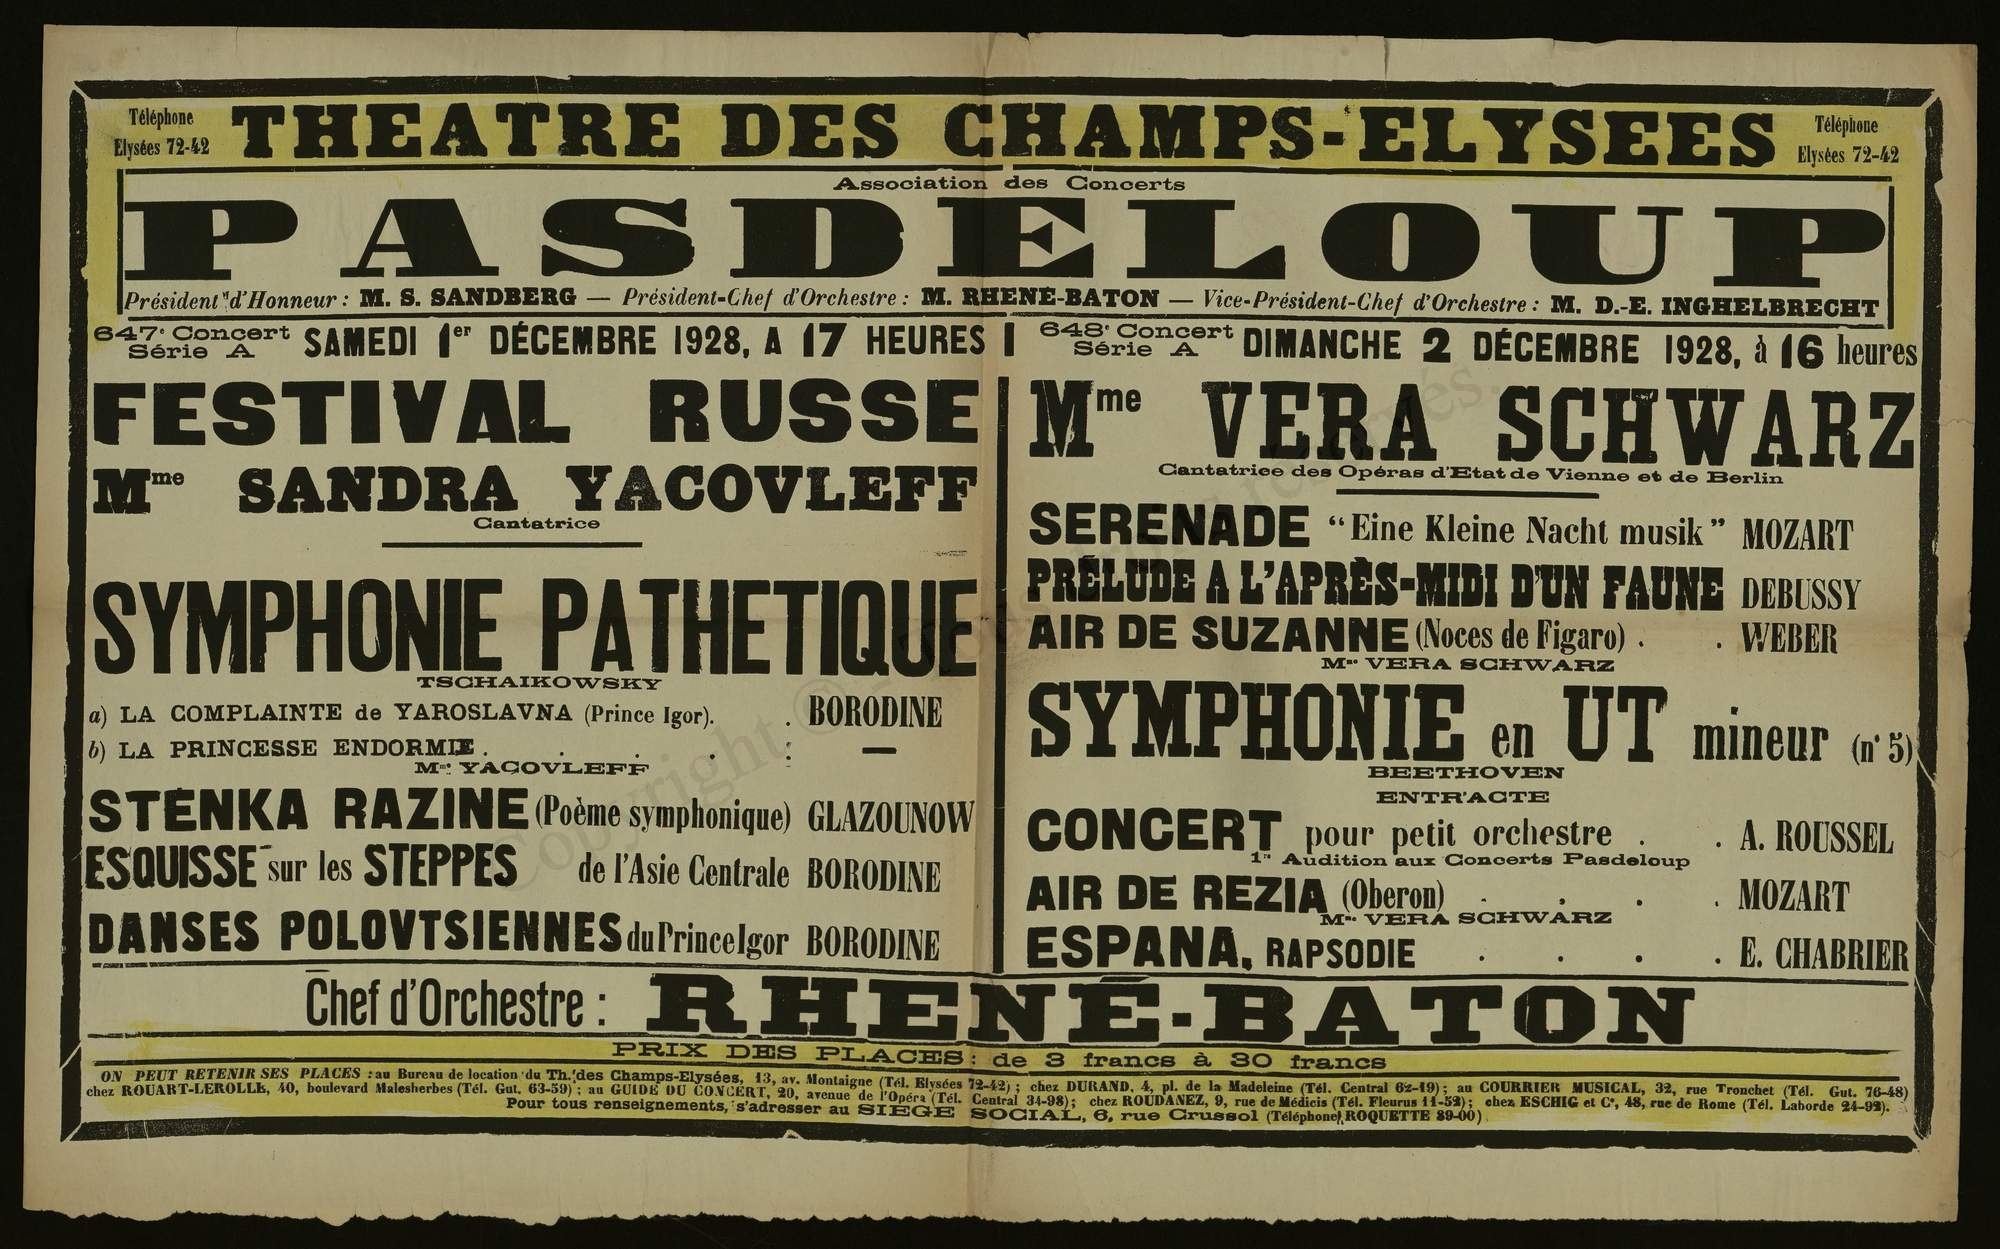 Téléphone
Elysées 72-42
THEATRE DES CHAMPS-ELYSEES
Téléphone
Elysées 72-42
Association des Concerts
PASDELOUP
Président d'Honneur : M. S. SANDBERG — Président-Chef d'Orchestre : M. RHENÉ-BATON — Vice-Président-Chef d'Orchestre : M. D.-E. INGHELBRECHT
647e Concert
Série A
SAMEDI 1er DÉCEMBRE 1928, A 17 HEURES
FESTIVAL RUSSE
Mme SANDRA YACOVLEFF
Cantatrice
SYMPHONIE PATHETIQUE
TSCHAIKOWSKY
a) LA COMPLAINTE de YAROSLAVNA (Prince Igor). . BORODINE
b) LA PRINCESSE ENDORMIE . . . . . —
Mme YACOVLEFF
STENKA RAZINE (Poème symphonique) GLAZOUNOW
ESQUISSE sur les STEPPES de l'Asie Centrale BORODINE
DANSES POLOVTSIENNES du Prince Igor BORODINE
648e Concert
Série A
DIMANCHE 2 DÉCEMBRE 1928, à 16 heures
Mme VERA SCHWARZ
Cantatrice des Opéras d'Etat de Vienne et de Berlin
SERENADE "Eine Kleine Nacht musik" MOZART
PRÉLUDE A L'APRÈS-MIDI D'UN FAUNE DEBUSSY
AIR DE SUZANNE (Noces de Figaro) . . WEBER
Mme VERA SCHWARZ
SYMPHONIE en UT mineur (n° 5)
BEETHOVEN
ENTR'ACTE
CONCERT pour petit orchestre . . A. ROUSSEL
1re Audition aux Concerts Pasdeloup
AIR DE REZIA (Oberon) . . . . MOZART
Mme VERA SCHWARZ
ESPANA, RAPSODIE . . . . E. CHABRIER
Chef d'Orchestre : RHENÉ-BATON
PRIX DES PLACES : de 3 francs à 30 francs
ON PEUT RETENIR SES PLACES : au Bureau de location du Th. des Champs-Elysées, 13, av. Montaigne (Tél. Elysées 72-42) ; chez DURAND, 4, pl. de la Madeleine (Tél. Central 62-19) ; au COURRIER MUSICAL, 32, rue Tronchet (Tél. Gut. 76-48)
chez ROUART-LEROLLE, 40, boulevard Malesherbes (Tél. Gut. 63-59) ; au GUIDE DU CONCERT, 20, avenue de l'Opéra (Tél. Central 34-98) ; chez ROUDANEZ, 9, rue de Médicis (Tél. Fleurus 11-52) ; chez ESCHIG et Ce, 48, rue de Rome (Tél. Laborde 24-92).
Pour tous renseignements, s'adresser au SIEGE SOCIAL, 6, rue Crussol (Téléphone ROQUETTE 89-00)
Copyright © - Tous droits réservés.